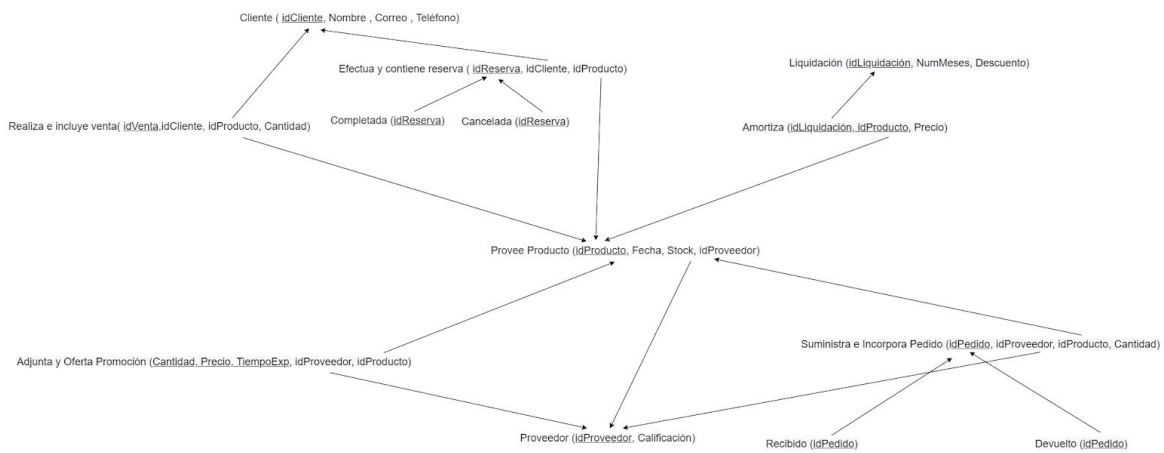 Cliente ( idCliente, Nombre , Correo , Teléfono)
Liquidación (idLiquidación, NumMeses, Descuento)
Efectua y contiene reserva ( idReserva, idCliente, idProducto)
Completada (idReserva)
Cancelada (idReserva)
Realiza e incluye venta( idVenta,idCliente, idProducto, Cantidad)
Amortiza (idLiquidación, idProducto, Precio)
Provee Producto (idProducto, Fecha, Stock, idProveedor)
Suministra e Incorpora Pedido (idPedido, idProveedor, idProducto, Cantidad)
Adjunta y Oferta Promoción (Cantidad, Precio, TiempoExp, idProveedor, idProducto)
Proveedor (idProveedor, Calificación)
Recibido (idPedido)
Devuelto (idPedido)